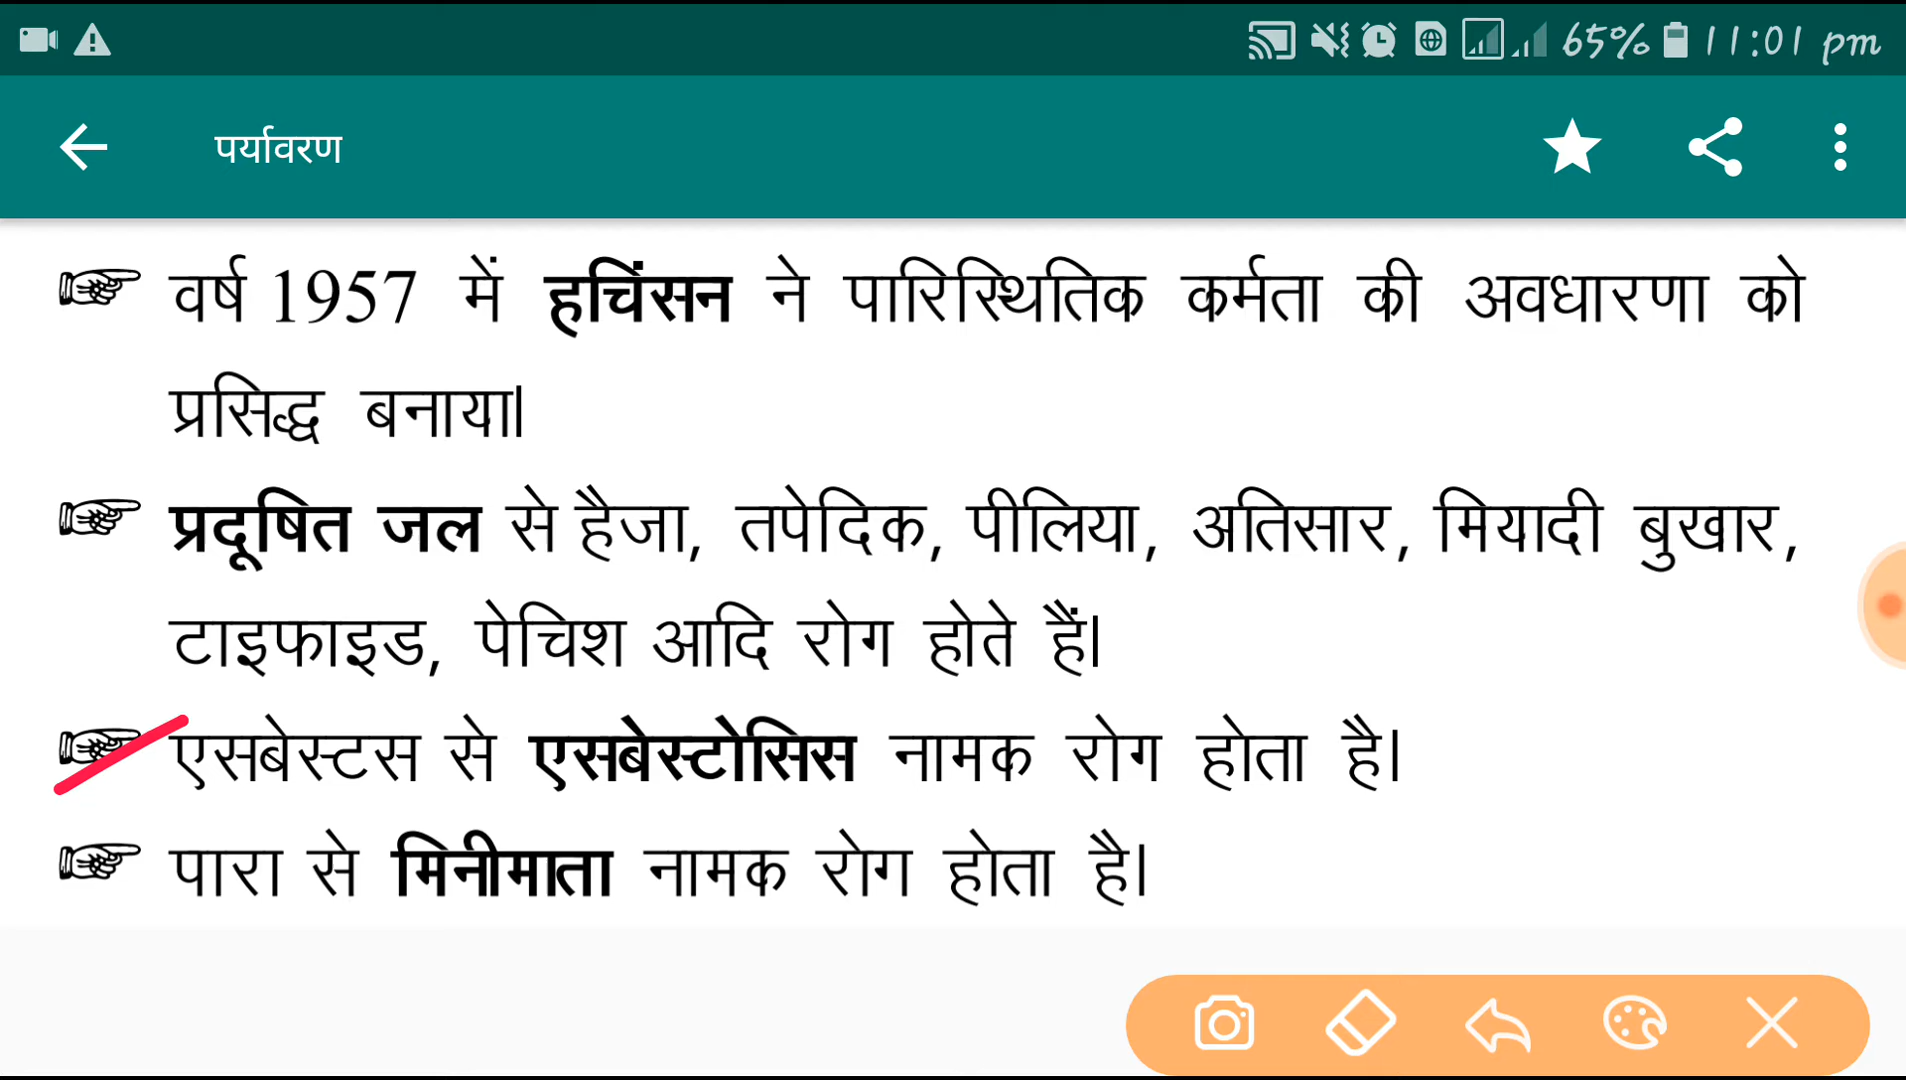 65% 11:01 pm
पर्यावरण
वर्ष 1957 में हचिंसन ने पारिस्थितिक कर्मता की अवधारणा को
प्रसिद्ध बनाया।
प्रदूषित जल से हैजा, तपेदिक, पीलिया, अतिसार, मियादी बुखार,
टाइफाइड, पेचिश आदि रोग होते हैं।
एसबेस्टस से एसबेस्टोसिस नामक रोग होता है।
पारा से मिनीमाता नामक रोग होता है।